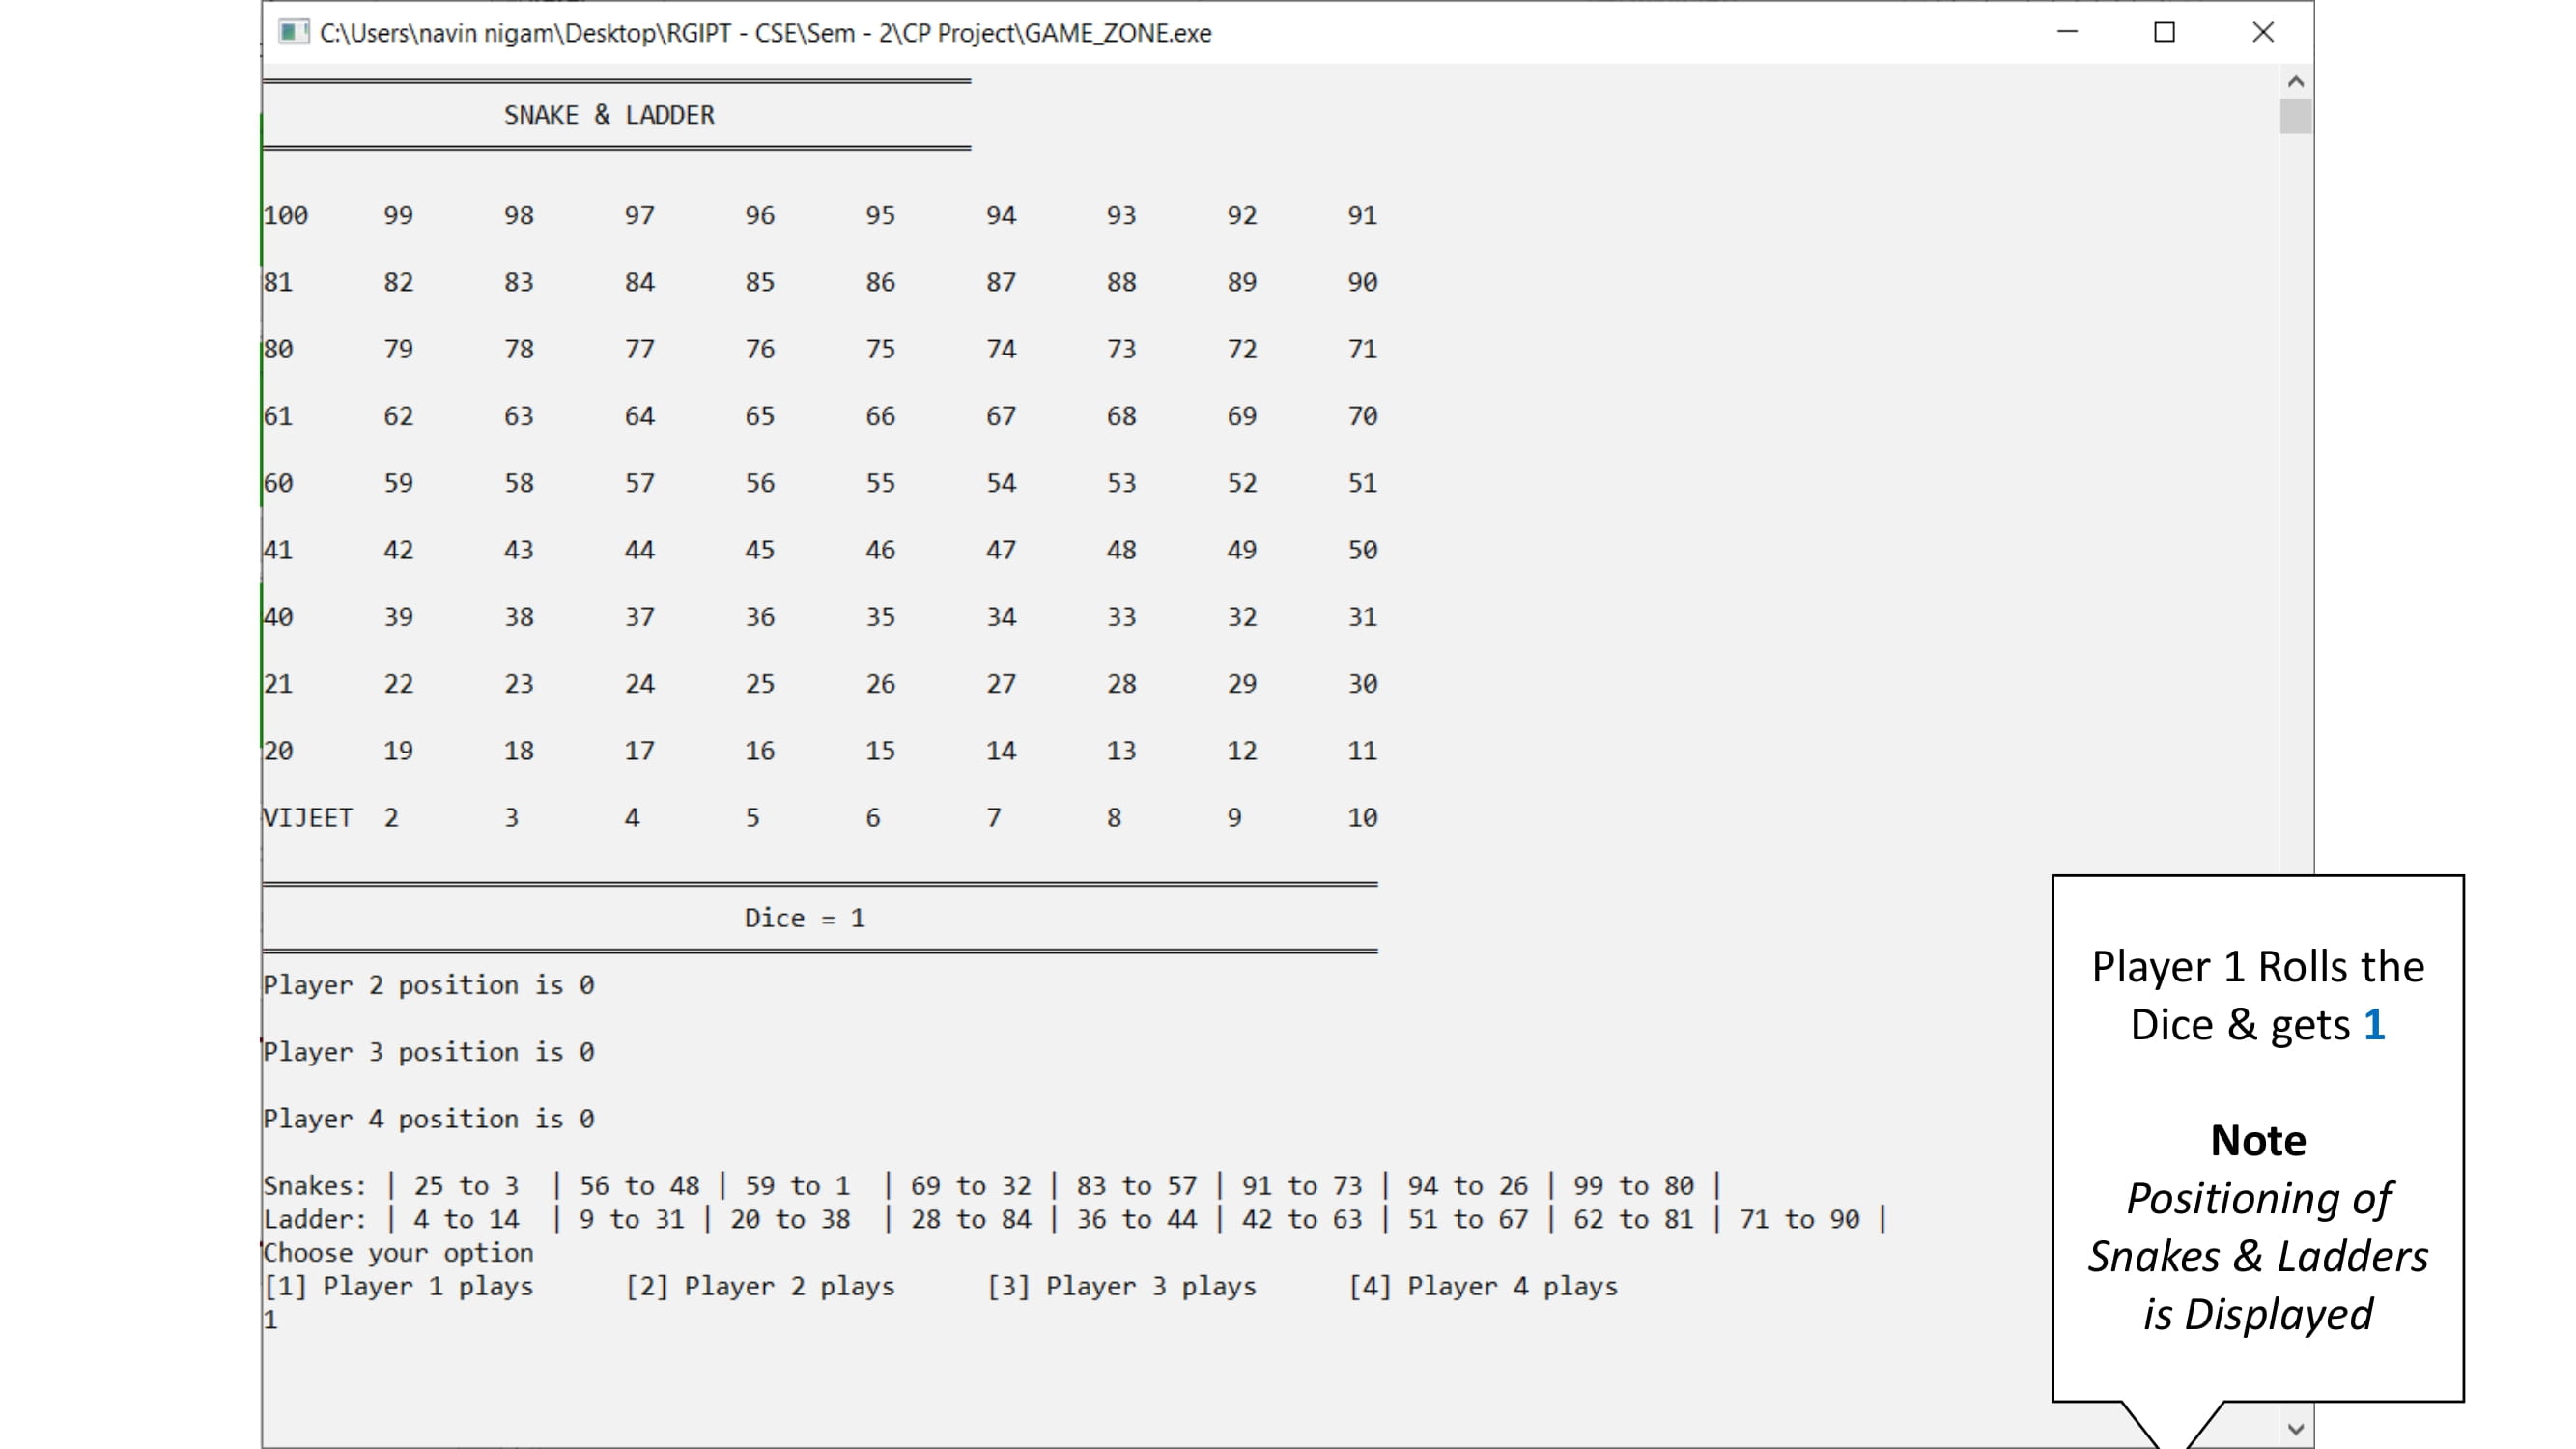 C:\Users\navin nigam\Desktop\RGIPT - CSE\Sem - 2\CP Project\GAME_ZONE.exe
SNAKE & LADDER
100 99 98 97 96 95 94 93 92 91
81 82 83 84 85 86 87 88 89 90
80 79 78 77 76 75 74 73 72 71
61 62 63 64 65 66 67 68 69 70
60 59 58 57 56 55 54 53 52 51
41 42 43 44 45 46 47 48 49 50
40 39 38 37 36 35 34 33 32 31
21 22 23 24 25 26 27 28 29 30
20 19 18 17 16 15 14 13 12 11
VIJEET 2 3 4 5 6 7 8 9 10
Dice = 1
Player 2 position is 0
Player 3 position is 0
Player 4 position is 0
Snakes: | 25 to 3 | 56 to 48 | 59 to 1 | 69 to 32 | 83 to 57 | 91 to 73 | 94 to 26 | 99 to 80 |
Ladder: | 4 to 14 | 9 to 31 | 20 to 38 | 28 to 84 | 36 to 44 | 42 to 63 | 51 to 67 | 62 to 81 | 71 to 90 |
Choose your option
[1] Player 1 plays [2] Player 2 plays [3] Player 3 plays [4] Player 4 plays
1
Player 1 Rolls the
Dice & gets 1
Note
Positioning of
Snakes & Ladders
is Displayed